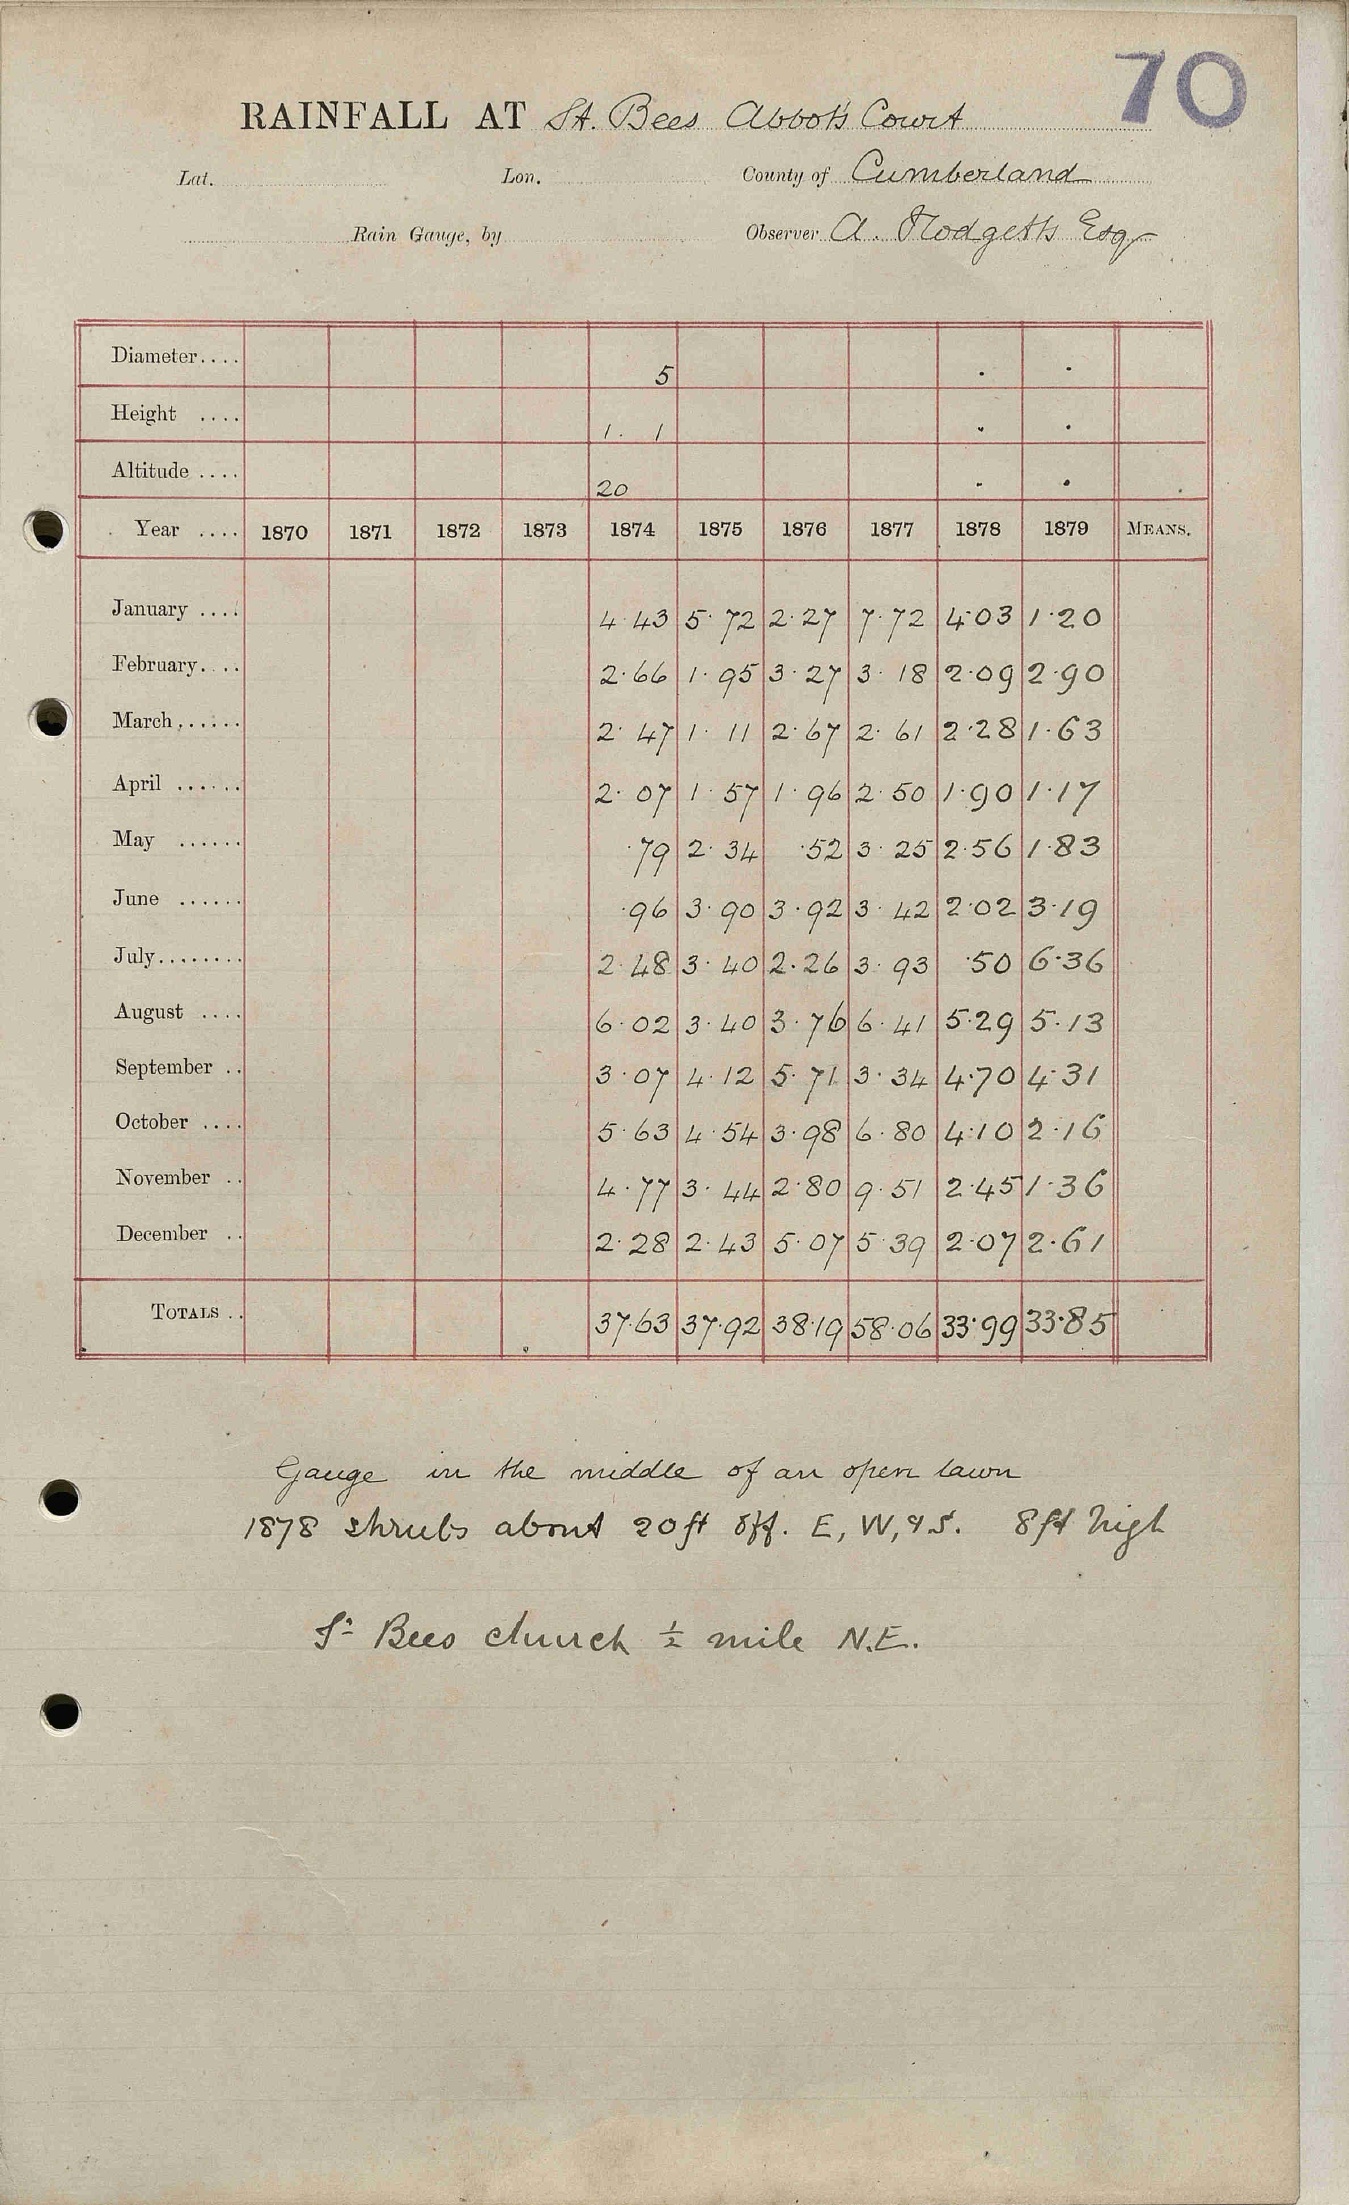 70
RAINFALL AT St. Bees Abbot's Court
Lat. Lon. County of Cumberland
Rain Gauge, by Observer A. Hodgetts Esq
Diameter.... 5 . .
Height .... 1. 1 . .
Altitude .... 20 . .
Year .... 1870 1871 1872 1873 1874 1875 1876 1877 1878 1879 MEANS.
January .... 4.43 5.72 2.27 7.72 4.03 1.20
February.... 2.66 1.95 3.27 3.18 2.09 2.90
March...... 2.47 1.11 2.67 2.61 2.28 1.63
April ...... 2.07 1.57 1.96 2.50 1.90 1.17
May ...... .79 2.34 .52 3.25 2.56 1.83
June ...... .96 3.90 3.92 3.42 2.02 3.19
July........ 2.48 3.40 2.26 3.93 .50 6.36
August .... 6.02 3.40 3.76 6.41 5.29 5.13
September .. 3.07 4.12 5.71 3.34 4.70 4.31
October .... 5.63 4.54 3.98 6.80 4.10 2.16
November .. 4.77 3.44 2.80 9.51 2.45 1.36
December .. 2.28 2.43 5.07 5.39 2.07 2.61
TOTALS .. 37.63 37.92 38.19 58.06 33.99 33.85
Gauge in the middle of an open lawn
1878 shrubs about 20ft off. E, W, & S. 8ft high
St Bees church ½ mile N.E.